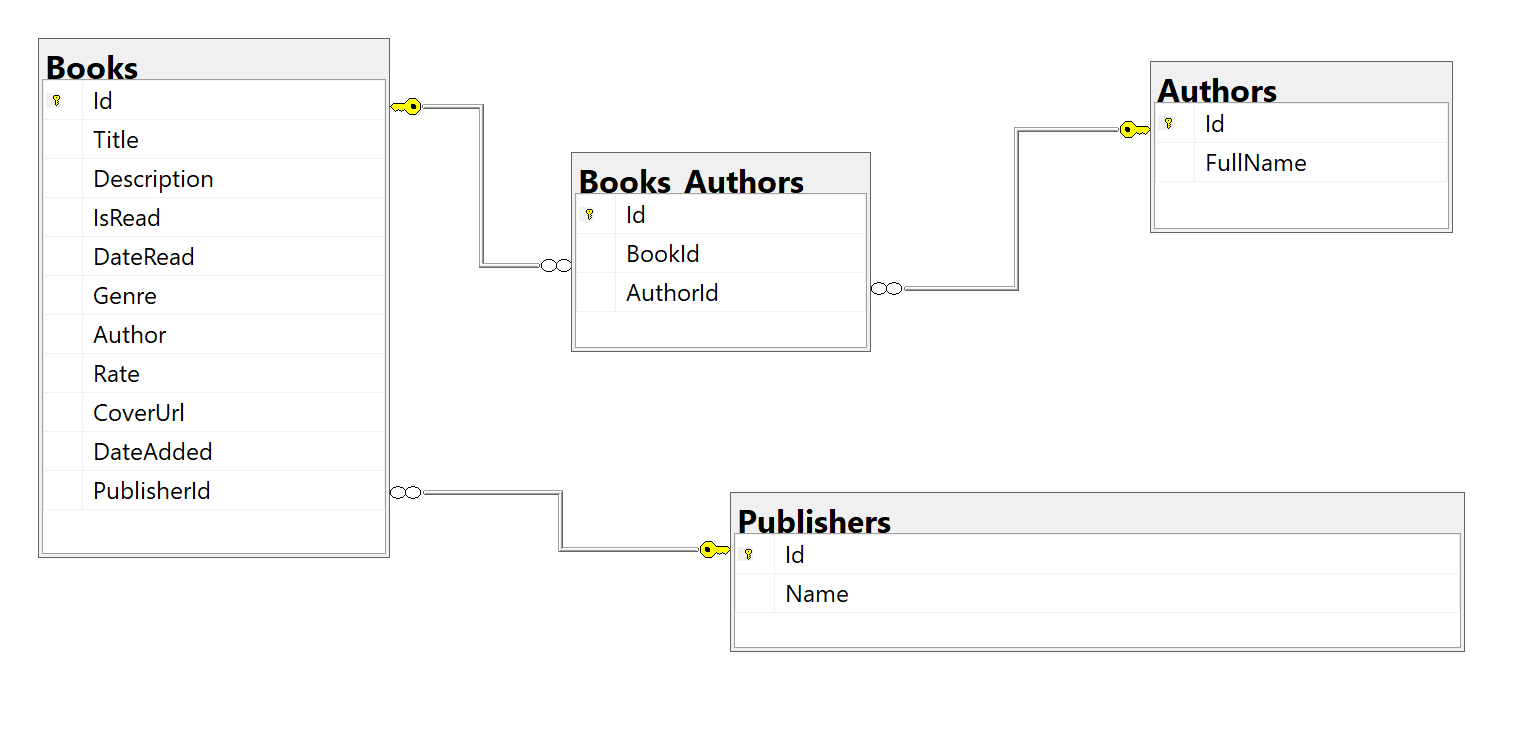 Books
Id
Title
Description
IsRead
DateRead
Genre
Author
Rate
CoverUrl
DateAdded
PublisherId
Books_Authors
Id
BookId
AuthorId
Authors
Id
FullName
Publishers
Id
Name